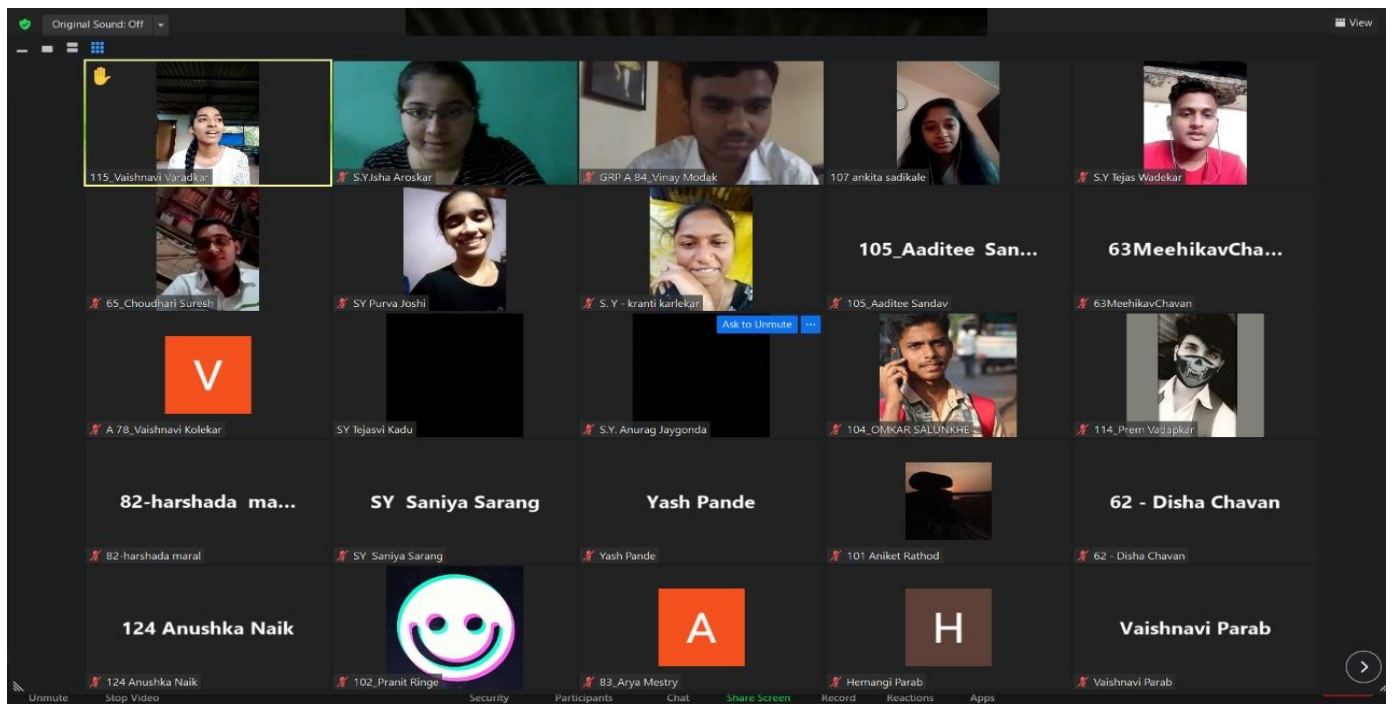 Original Sound: Off
View
115_Vaishnavi Varadkar
S.Y.Isha Aroskar
GRP A 84_Vinay Modak
107 ankita sadikale
S.Y Tejas Wadekar
105_Aaditee San...
63MeehikavCha...
65_Choudhari Suresh
SY Purva Joshi
S. Y - kranti karlekar
105_Aaditee Sandav
63MeehikavChavan
Ask to Unmute ...
V
A 78_Vaishnavi Kolekar
SY Tejasvi Kadu
S.Y. Anurag Jaygonda
104_OMKAR SALUNKHE
114_Prem Vadapkar
82-harshada ma...
SY Saniya Sarang
Yash Pande
62 - Disha Chavan
82-harshada maral
SY Saniya Sarang
Yash Pande
101 Aniket Rathod
62 - Disha Chavan
124 Anushka Naik
A
H
Vaishnavi Parab
124 Anushka Naik
102_Pranit Ringe
83_Arya Mestry
Hemangi Parab
Vaishnavi Parab
Unmute Stop Video Security Participants Chat Share Screen Record Reactions Apps